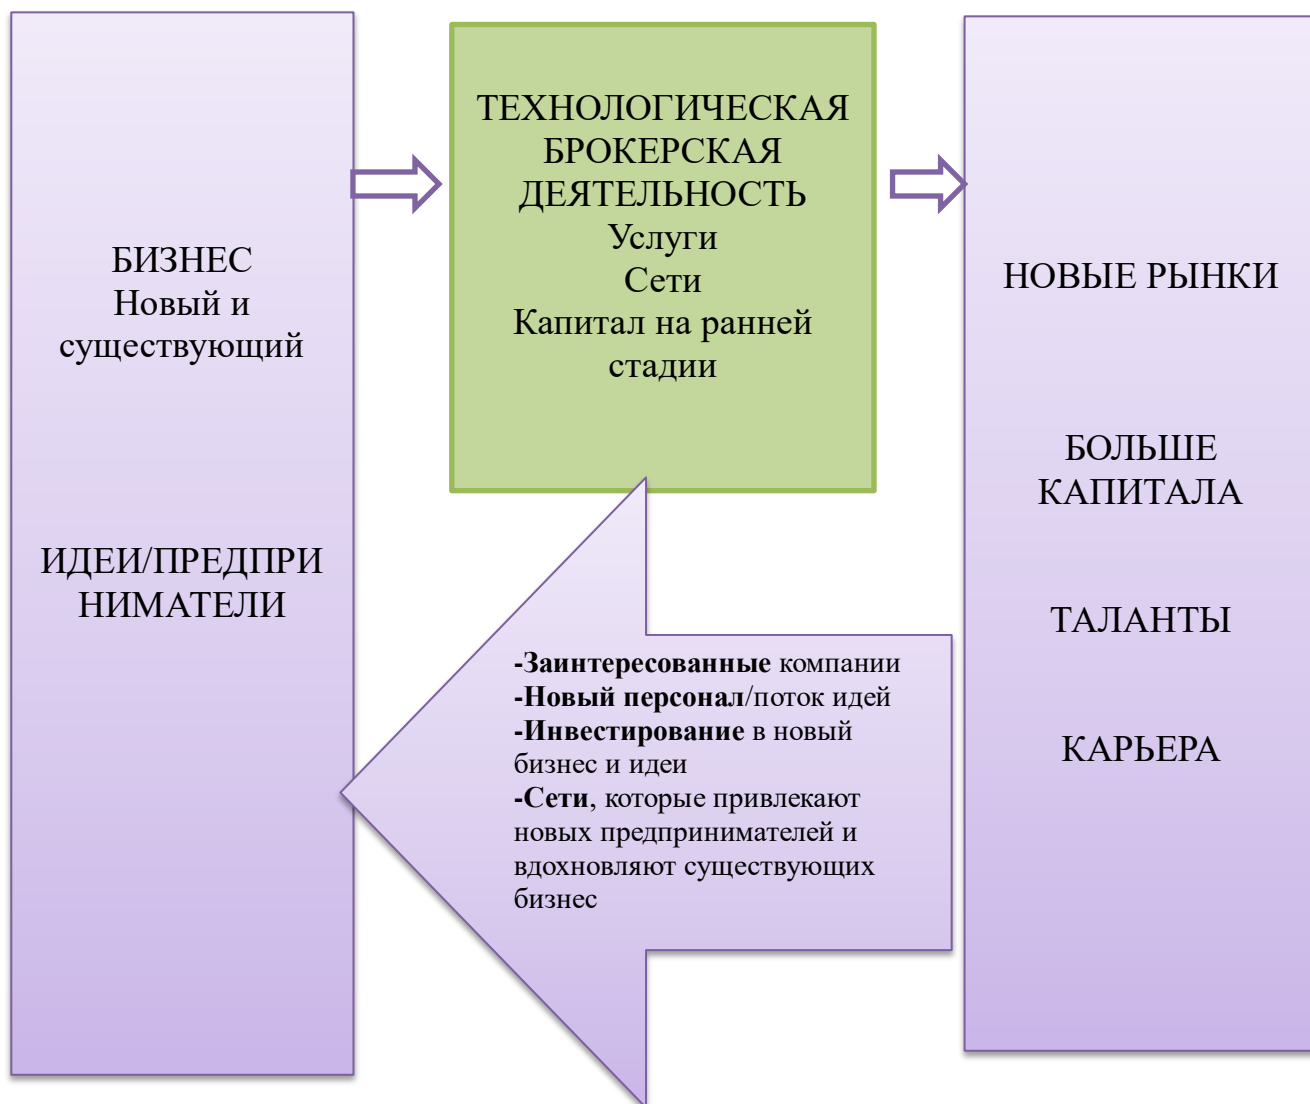 БИЗНЕС
Новый и
существующий
ИДЕИ/ПРЕДПРИ
НИМАТЕЛИ
ТЕХНОЛОГИЧЕСКАЯ
БРОКЕРСКАЯ
ДЕЯТЕЛЬНОСТЬ
Услуги
Сети
Капитал на ранней
стадии
-Заинтересованные компании
-Новый персонал/поток идей
-Инвестирование в новый
бизнес и идеи
-Сети, которые привлекают
новых предпринимателей и
вдохновляют существующих
бизнес
НОВЫЕ РЫНКИ
БОЛЬШЕ
КАПИТАЛА
ТАЛАНТЫ
КАРЬЕРА